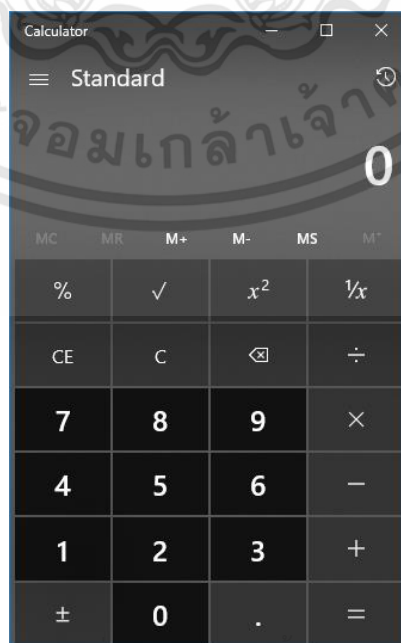 Calculator
Standard
จอมเกล้าเจ้า
0
MC MR M+ M- MS M˅
% √ x² ¹/x
CE C ⌫ ÷
7 8 9 ×
4 5 6 −
1 2 3 +
± 0 . =